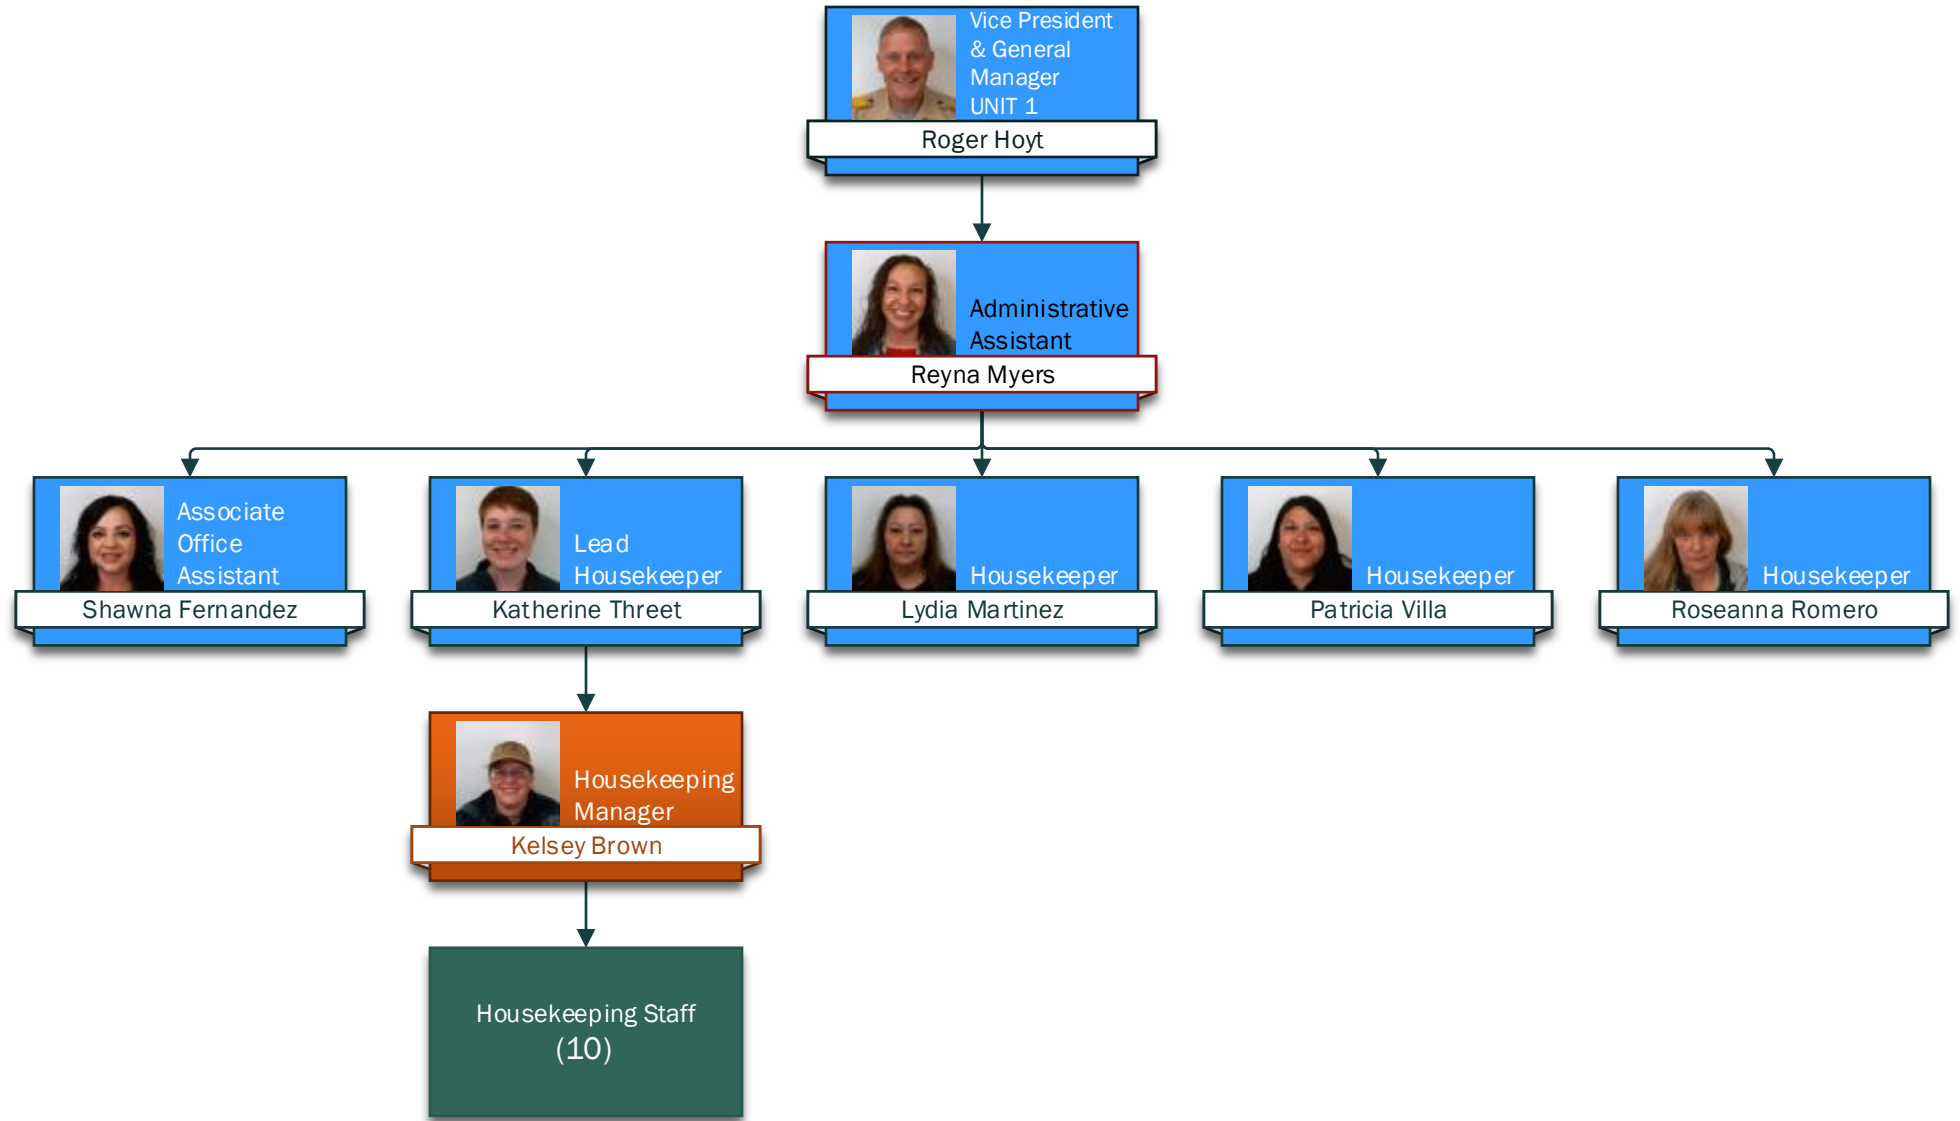 Vice President
& General
Manager
UNIT 1
Roger Hoyt
Administrative
Assistant
Reyna Myers
Associate
Office
Assistant
Shawna Fernandez
Lead
Housekeeper
Katherine Threet
Housekeeper
Lydia Martinez
Housekeeper
Patricia Villa
Housekeeper
Roseanna Romero
Housekeeping
Manager
Kelsey Brown
Housekeeping Staff
(10)